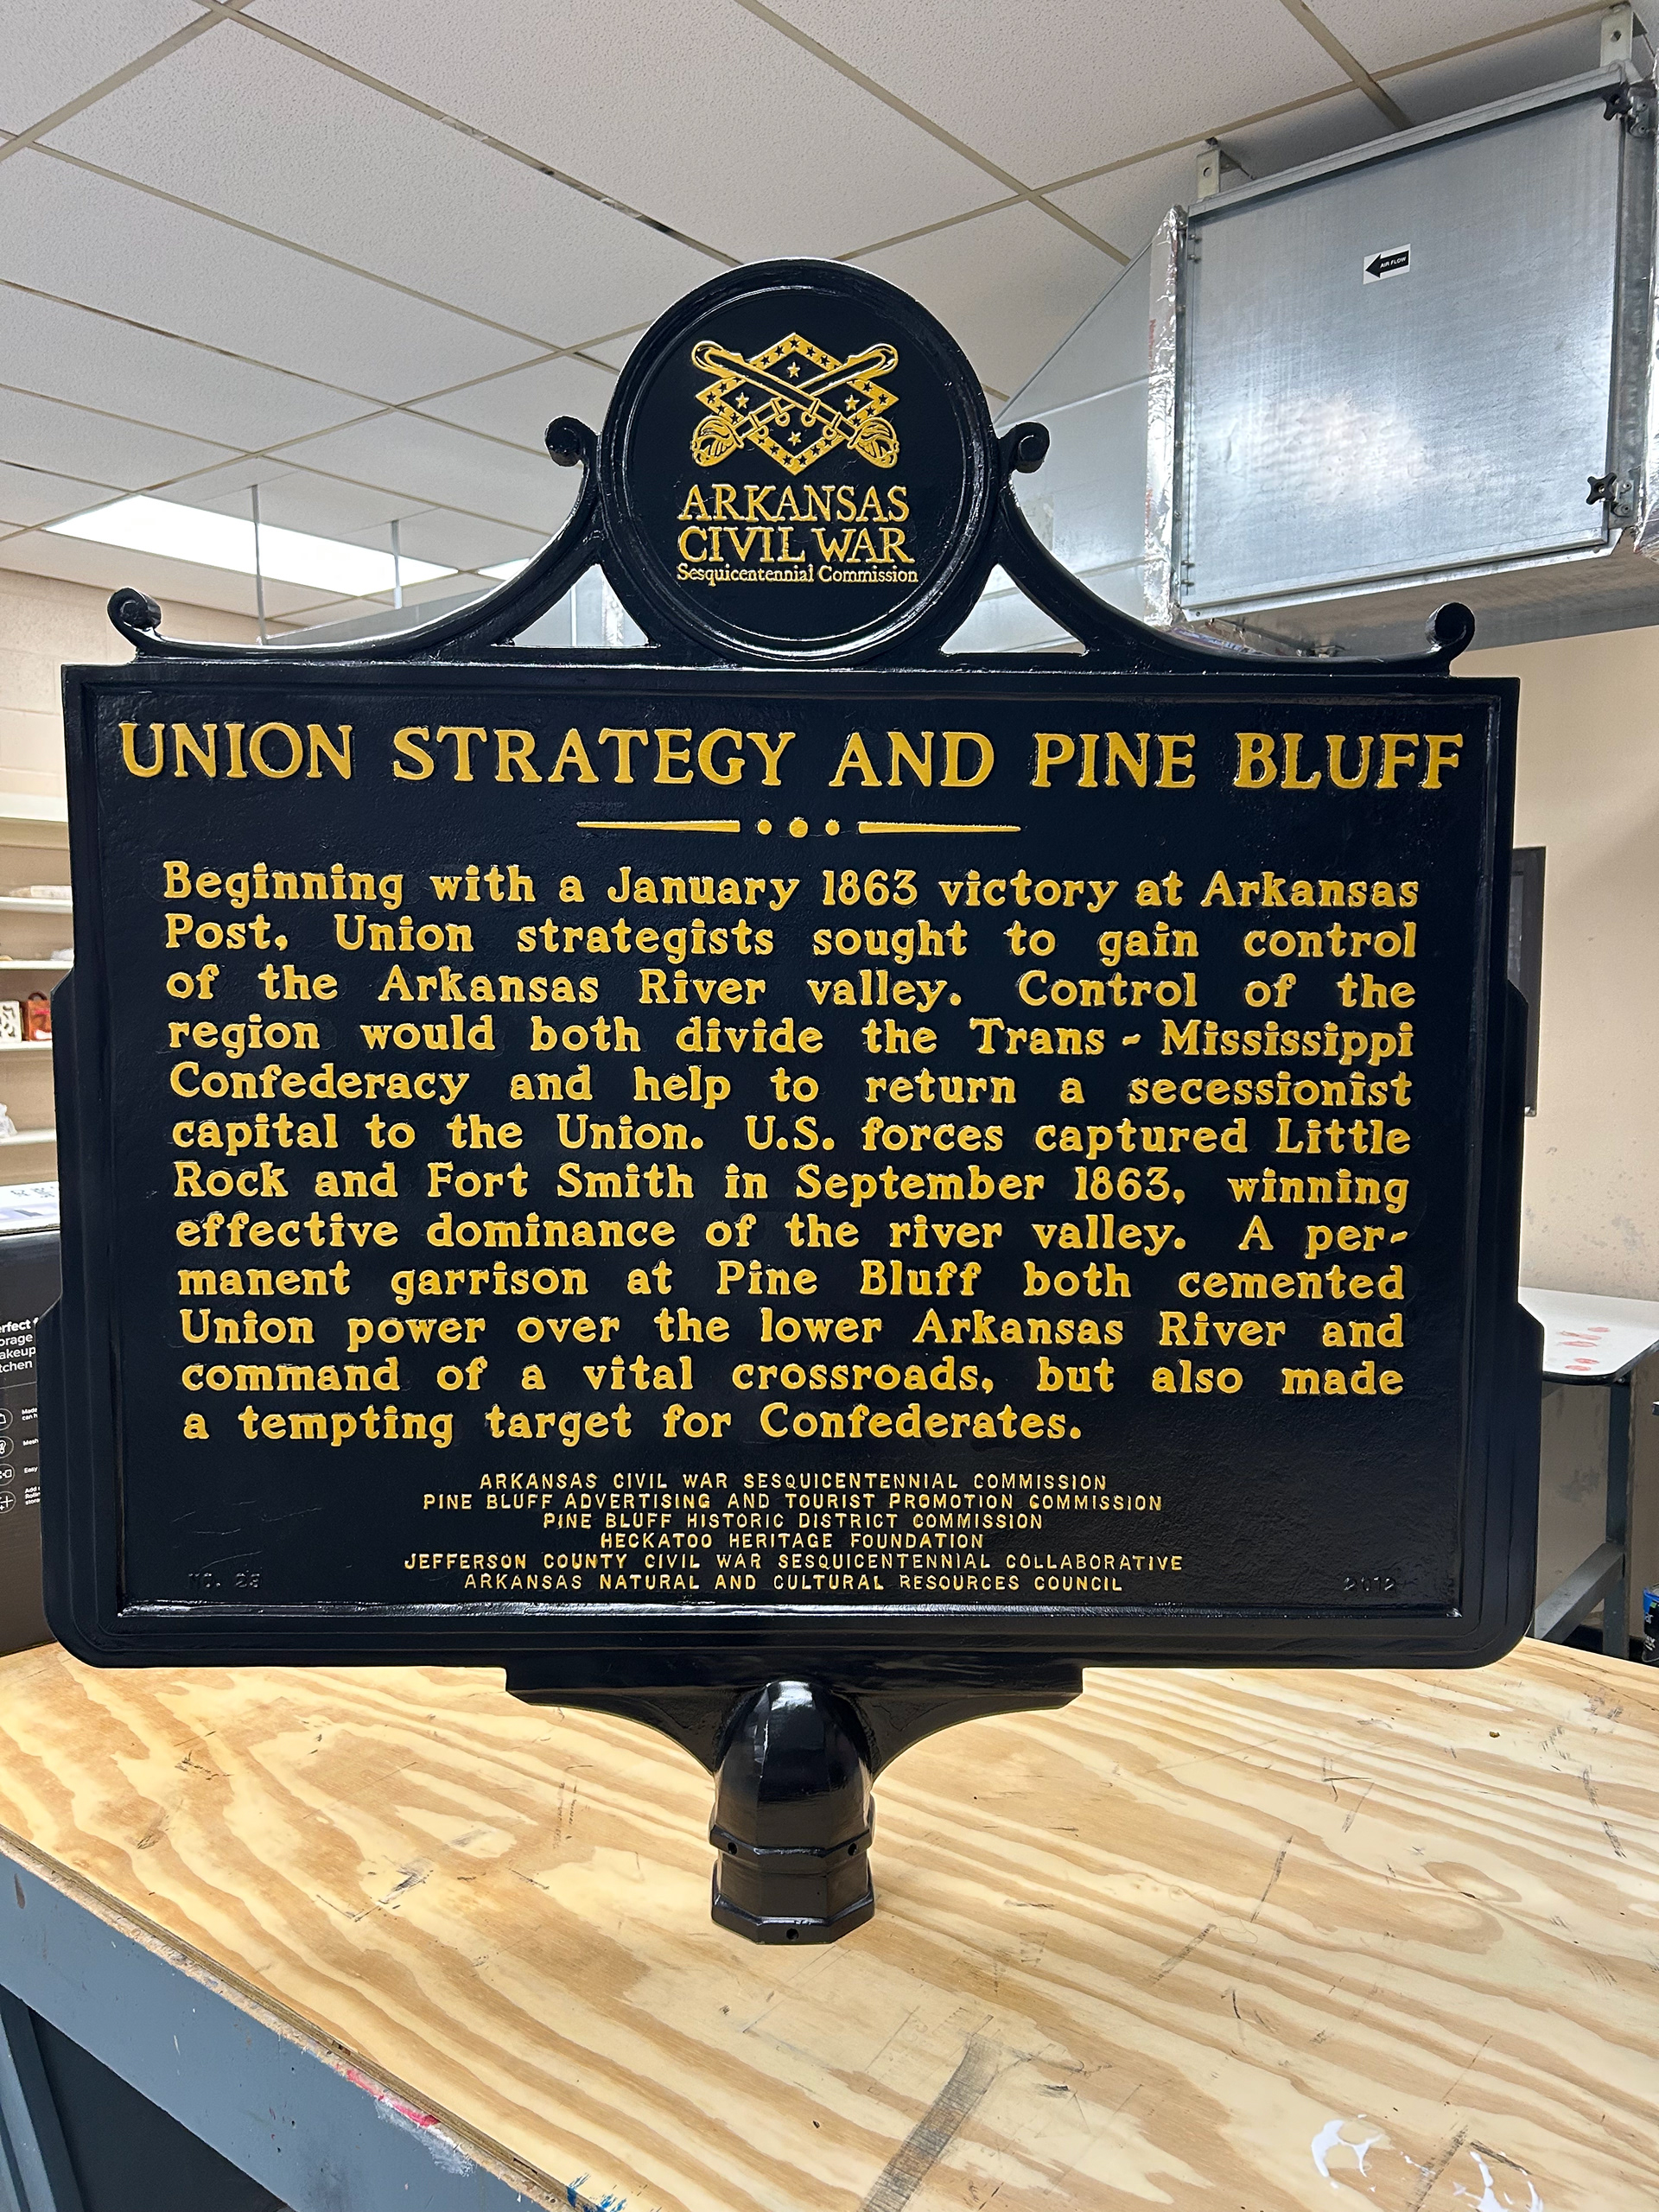 AIR FLOW
ARKANSAS
CIVIL WAR
Sesquicentennial Commission
UNION STRATEGY AND PINE BLUFF
Beginning with a January 1863 victory at Arkansas
Post, Union strategists sought to gain control
of the Arkansas River valley. Control of the
region would both divide the Trans - Mississippi
Confederacy and help to return a secessionist
capital to the Union. U.S. forces captured Little
Rock and Fort Smith in September 1863, winning
effective dominance of the river valley. A per-
manent garrison at Pine Bluff both cemented
Union power over the lower Arkansas River and
command of a vital crossroads, but also made
a tempting target for Confederates.
ARKANSAS CIVIL WAR SESQUICENTENNIAL COMMISSION
PINE BLUFF ADVERTISING AND TOURIST PROMOTION COMMISSION
PINE BLUFF HISTORIC DISTRICT COMMISSION
HECKATOO HERITAGE FOUNDATION
JEFFERSON COUNTY CIVIL WAR SESQUICENTENNIAL COLLABORATIVE
ARKANSAS NATURAL AND CULTURAL RESOURCES COUNCIL
NO. 23
2012